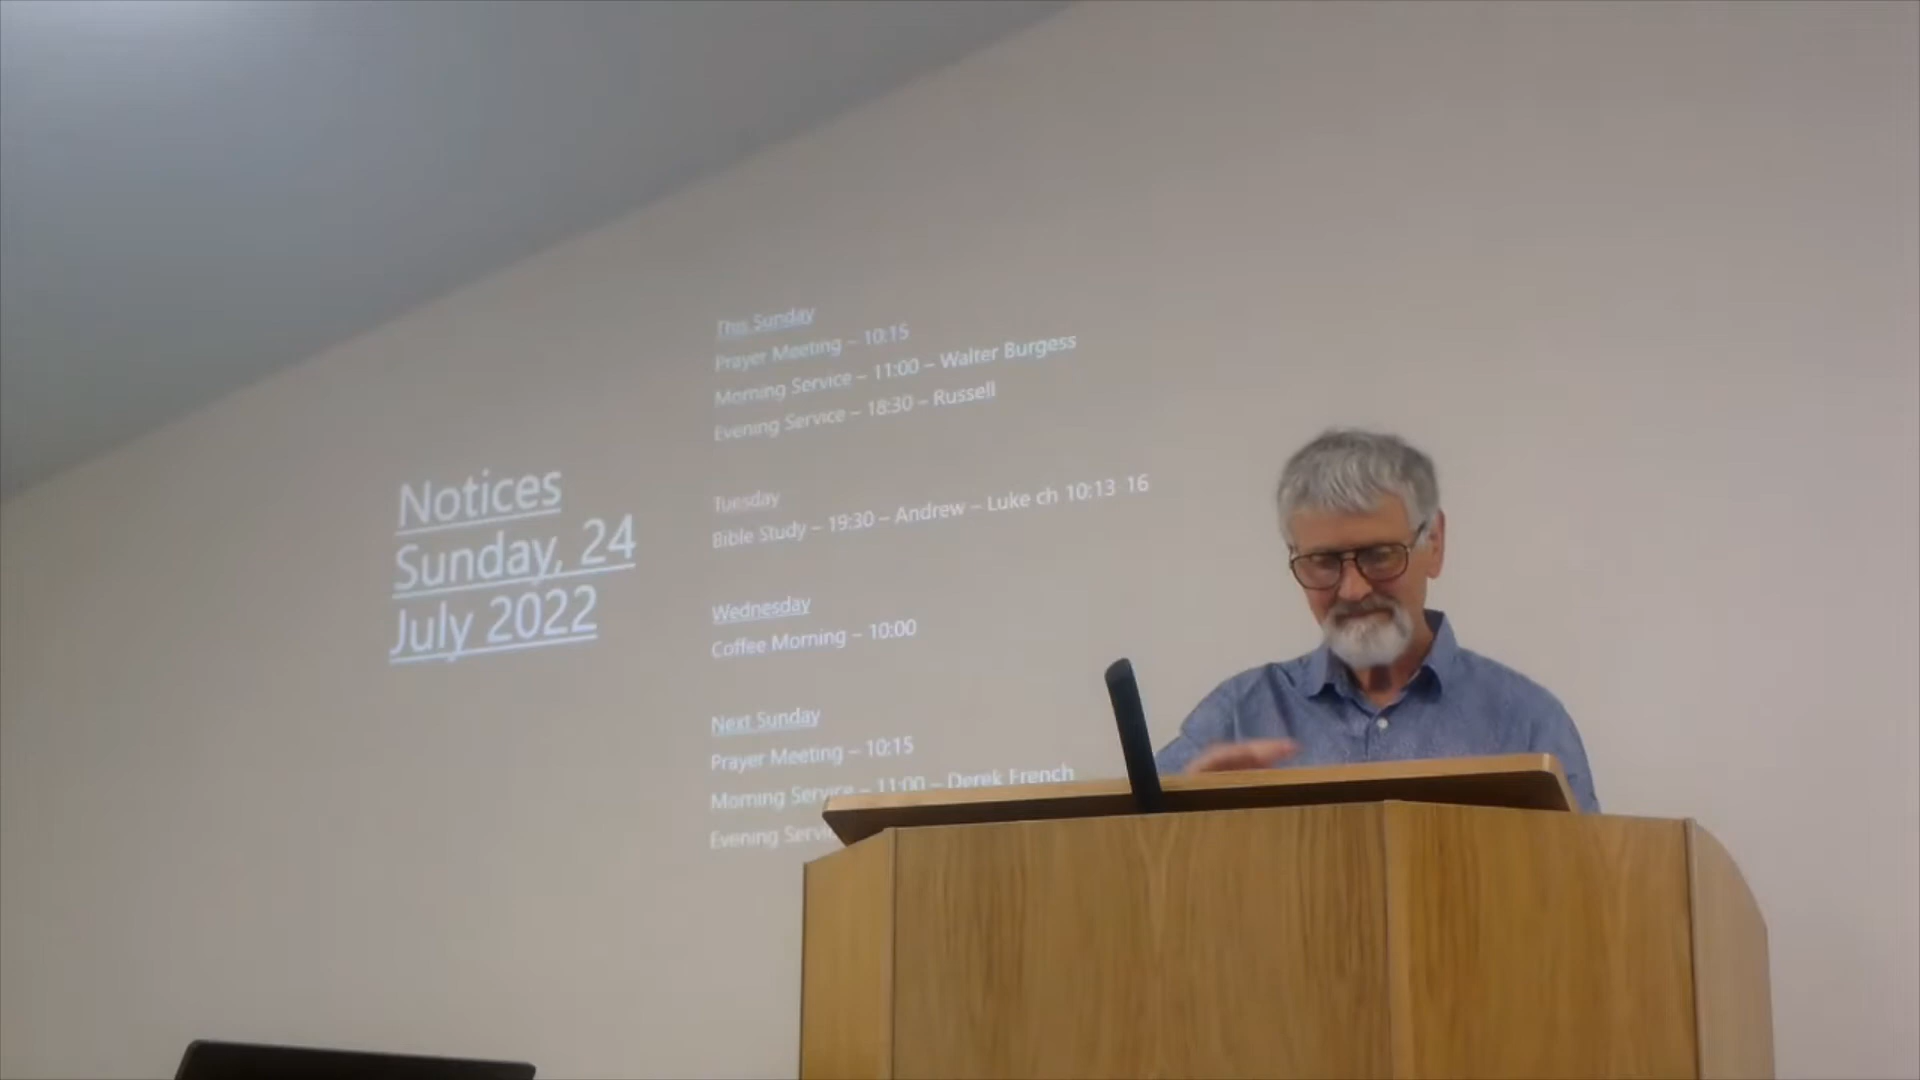 Notices
Sunday, 24
July 2022
This Sunday
Prayer Meeting – 10:15
Morning Service – 11:00 – Walter Burgess
Evening Service – 18:30 – Russell
Tuesday
Bible Study – 19:30 – Andrew – Luke ch 10:13 16
Wednesday
Coffee Morning – 10:00
Next Sunday
Prayer Meeting – 10:15
Morning Service – 11:00 – Derek French
Evening